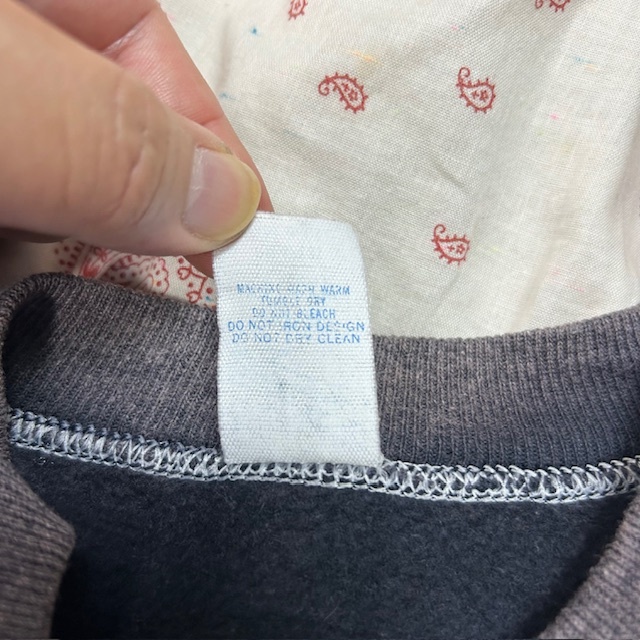 MACHINE WASH WARM
TUMBLE DRY
DO NOT BLEACH
DO NOT IRON DESIGN
DO NOT DRY CLEAN